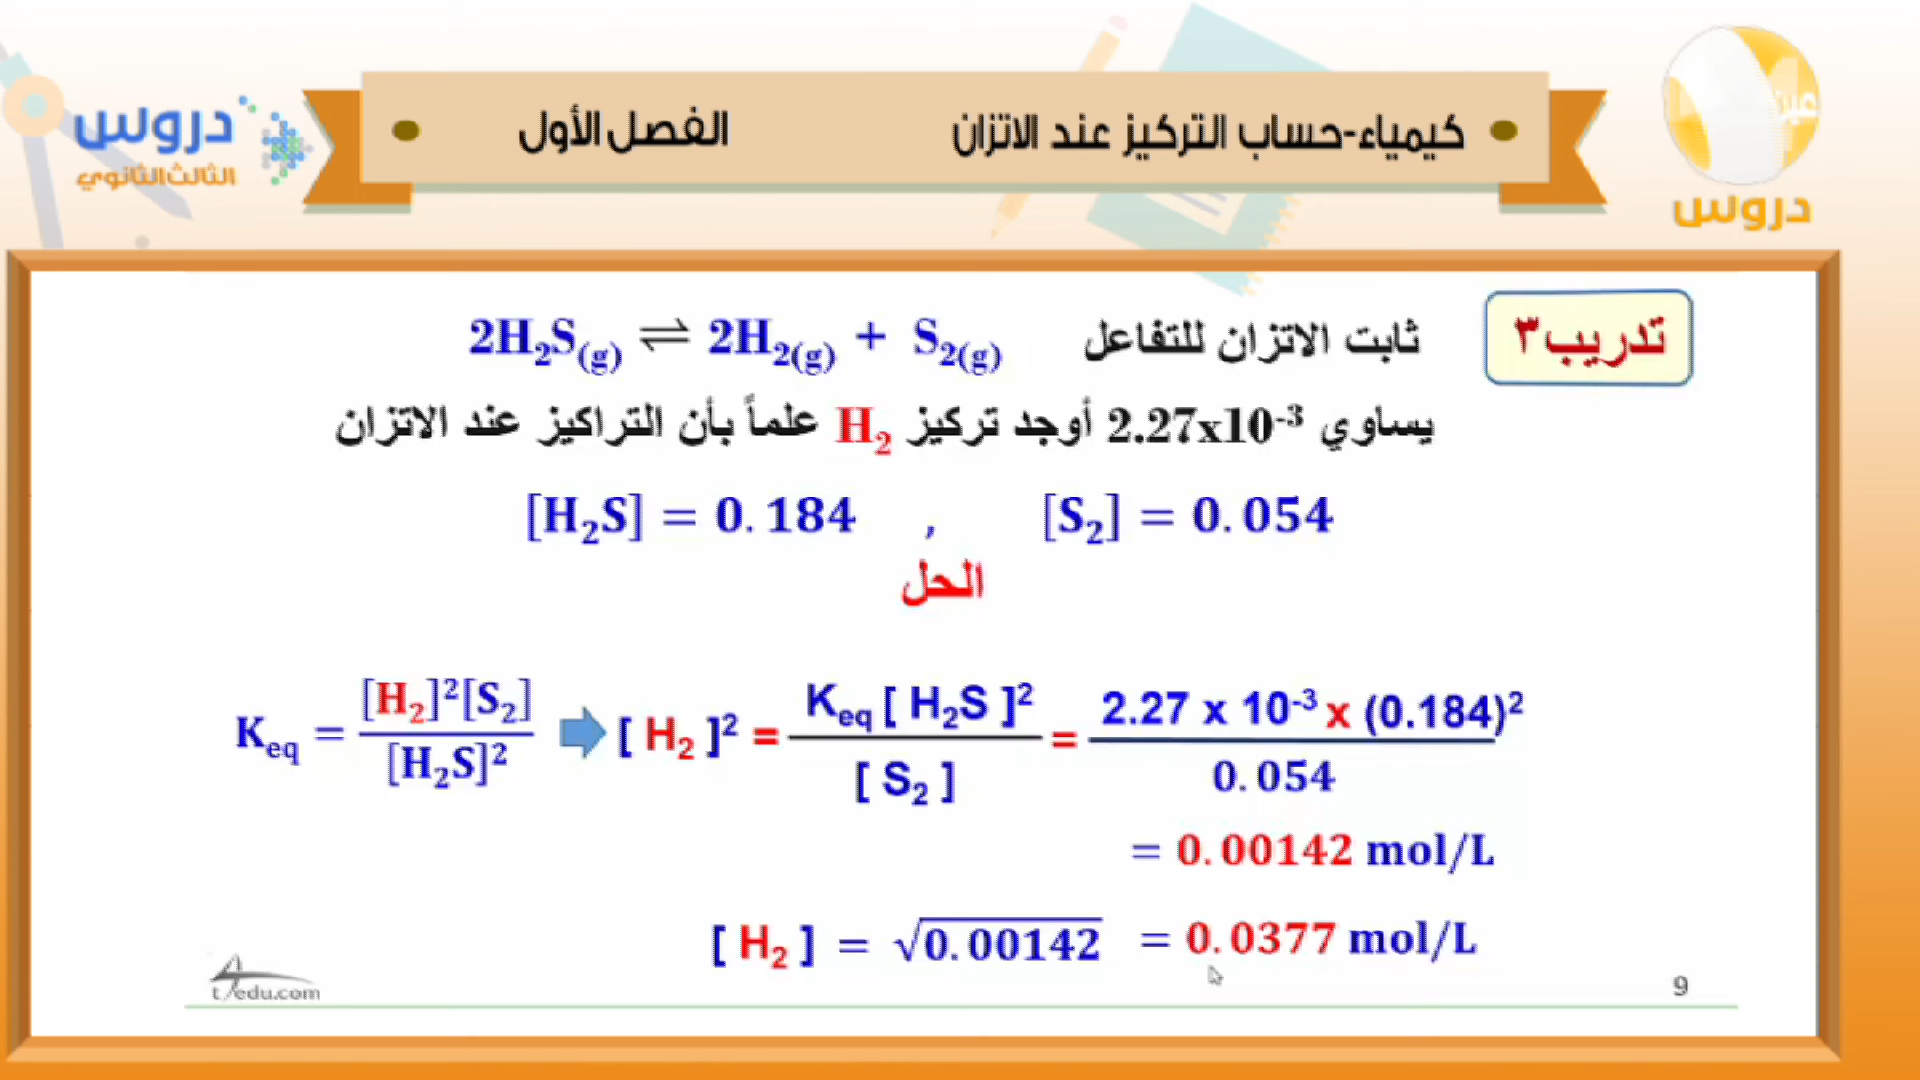 دروس
الثالث الثانوي
• كيمياء-حساب التركيز عند الاتزان • الفصل الأول
عين
دروس
تدريب٣
ثابت الاتزان للتفاعل 2H₂S(g) ⇌ 2H₂(g) + S₂(g)
يساوي 2.27x10⁻³ أوجد تركيز H₂ علماً بأن التراكيز عند الاتزان
[H₂S] = 0.184 , [S₂] = 0.054
الحل
Keq = [H₂]²[S₂] / [H₂S]² [ H₂ ]² = Keq [ H₂S ]² / [ S₂ ] = 2.27 x 10⁻³ x (0.184)² / 0.054
= 0.00142 mol/L
[ H₂ ] = √0.00142 = 0.0377 mol/L
t4edu.com
9